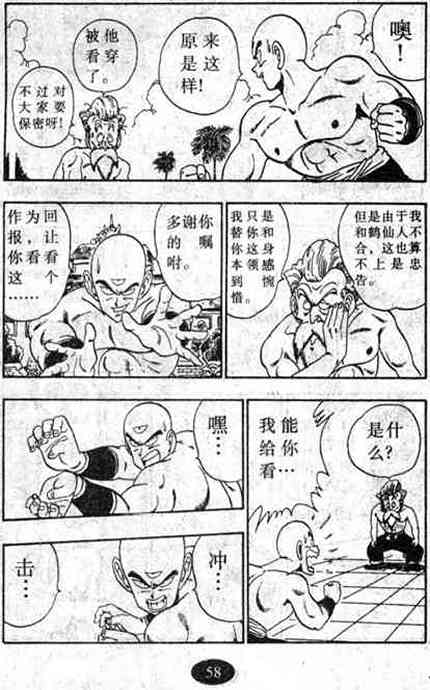 噢！
原来
是这
样！
被他
看穿
了。
不过对
大家要
保密呀！
但是由于我
和鹤仙人不
合，这也算
不上是忠
告。
我只是
替你和
你这身
本领感
到惋
惜。
多谢你
的嘱
咐。
作为回
报，让
你看看
这个
……
是什
么？
我能
给你
看…
嘿…
冲…
击…
58